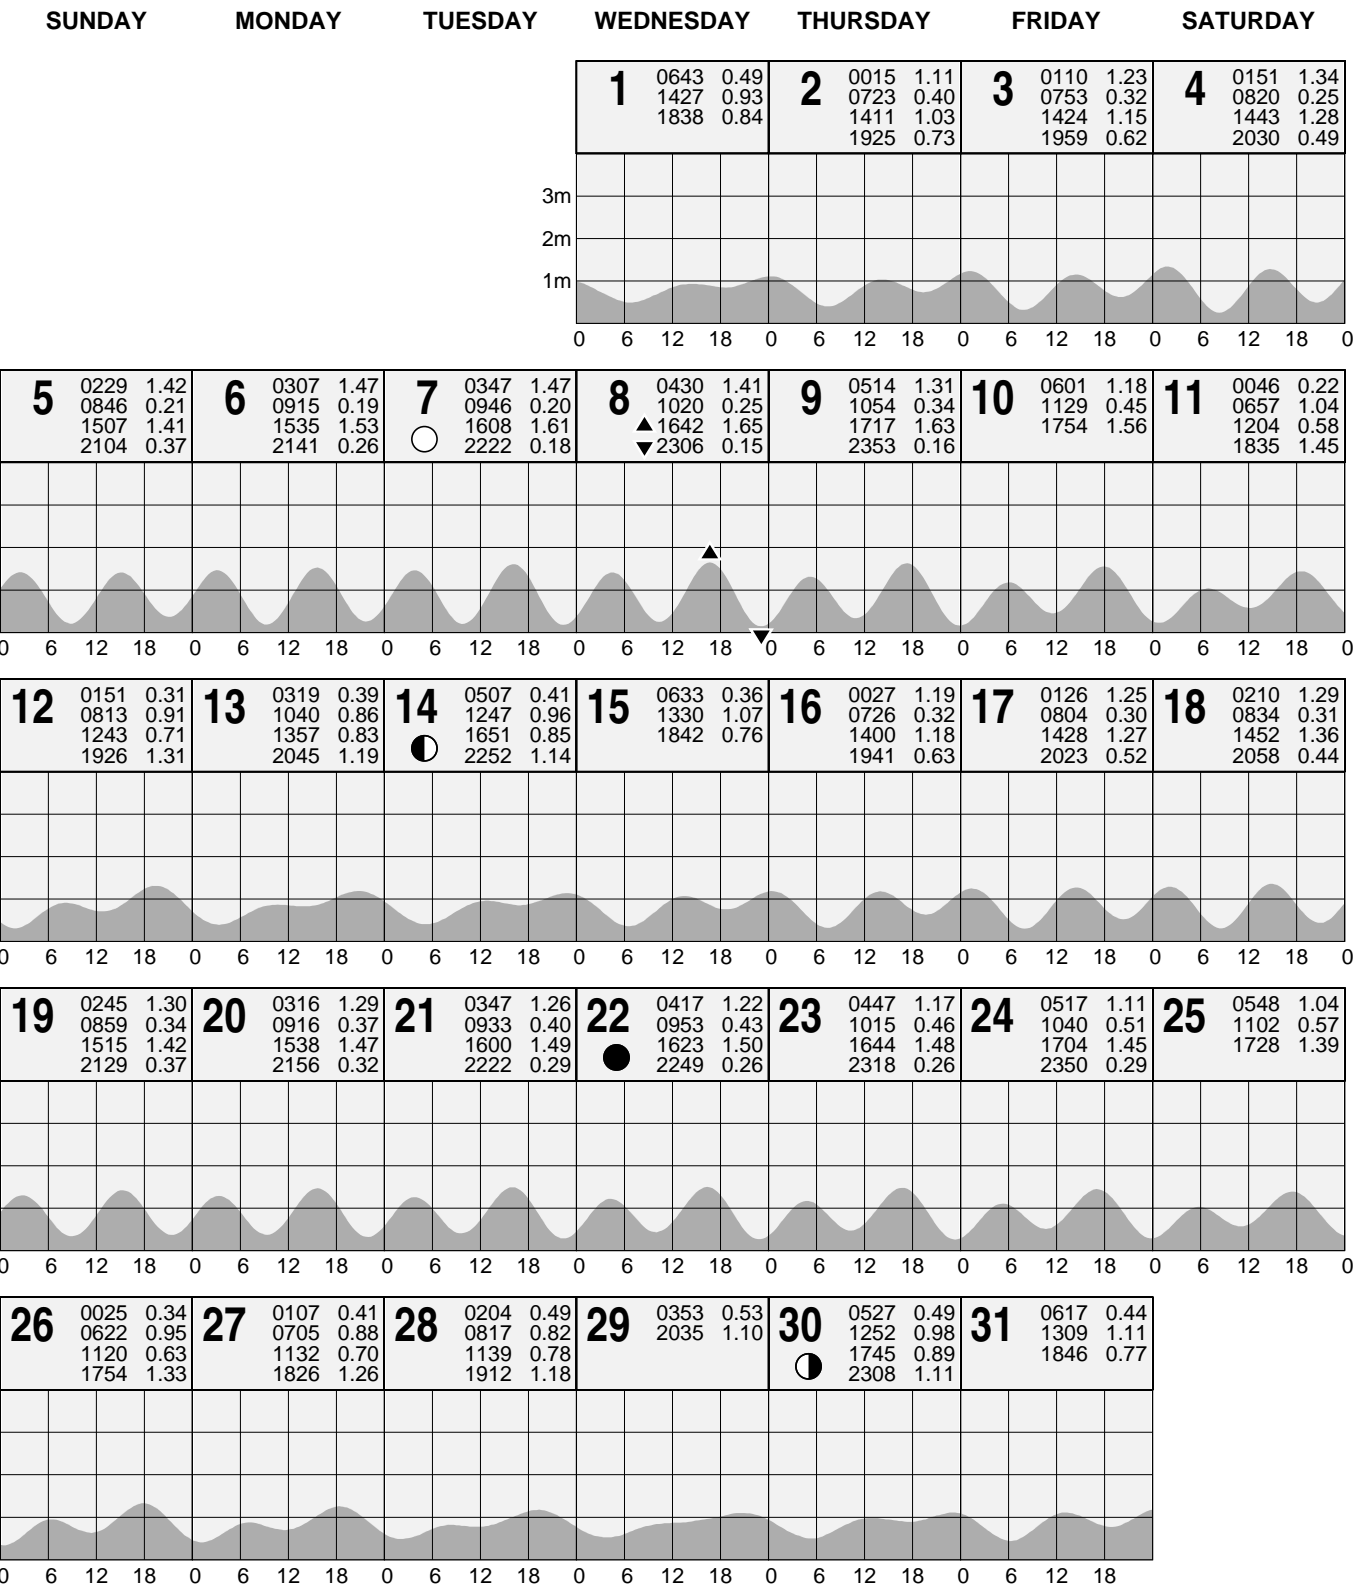 SUNDAY MONDAY TUESDAY WEDNESDAY THURSDAY FRIDAY SATURDAY
1 0643 0.49
1427 0.93
1838 0.84
2 0015 1.11
0723 0.40
1411 1.03
1925 0.73
3 0110 1.23
0753 0.32
1424 1.15
1959 0.62
4 0151 1.34
0820 0.25
1443 1.28
2030 0.49
3m
2m
1m
0 6 12 18 0 6 12 18 0 6 12 18 0 6 12 18 0
5 0229 1.42
0846 0.21
1507 1.41
2104 0.37
6 0307 1.47
0915 0.19
1535 1.53
2141 0.26
7 0347 1.47
0946 0.20
1608 1.61
2222 0.18
8 0430 1.41
1020 0.25
1642 1.65
2306 0.15
9 0514 1.31
1054 0.34
1717 1.63
2353 0.16
10 0601 1.18
1129 0.45
1754 1.56
11 0046 0.22
0657 1.04
1204 0.58
1835 1.45
0 6 12 18 0 6 12 18 0 6 12 18 0 6 12 18 0 6 12 18 0 6 12 18 0 6 12 18 0
12 0151 0.31
0813 0.91
1243 0.71
1926 1.31
13 0319 0.39
1040 0.86
1357 0.83
2045 1.19
14 0507 0.41
1247 0.96
1651 0.85
2252 1.14
15 0633 0.36
1330 1.07
1842 0.76
16 0027 1.19
0726 0.32
1400 1.18
1941 0.63
17 0126 1.25
0804 0.30
1428 1.27
2023 0.52
18 0210 1.29
0834 0.31
1452 1.36
2058 0.44
0 6 12 18 0 6 12 18 0 6 12 18 0 6 12 18 0 6 12 18 0 6 12 18 0 6 12 18 0
19 0245 1.30
0859 0.34
1515 1.42
2129 0.37
20 0316 1.29
0916 0.37
1538 1.47
2156 0.32
21 0347 1.26
0933 0.40
1600 1.49
2222 0.29
22 0417 1.22
0953 0.43
1623 1.50
2249 0.26
23 0447 1.17
1015 0.46
1644 1.48
2318 0.26
24 0517 1.11
1040 0.51
1704 1.45
2350 0.29
25 0548 1.04
1102 0.57
1728 1.39
0 6 12 18 0 6 12 18 0 6 12 18 0 6 12 18 0 6 12 18 0 6 12 18 0 6 12 18 0
26 0025 0.34
0622 0.95
1120 0.63
1754 1.33
27 0107 0.41
0705 0.88
1132 0.70
1826 1.26
28 0204 0.49
0817 0.82
1139 0.78
1912 1.18
29 0353 0.53
2035 1.10
30 0527 0.49
1252 0.98
1745 0.89
2308 1.11
31 0617 0.44
1309 1.11
1846 0.77
0 6 12 18 0 6 12 18 0 6 12 18 0 6 12 18 0 6 12 18 0 6 12 18